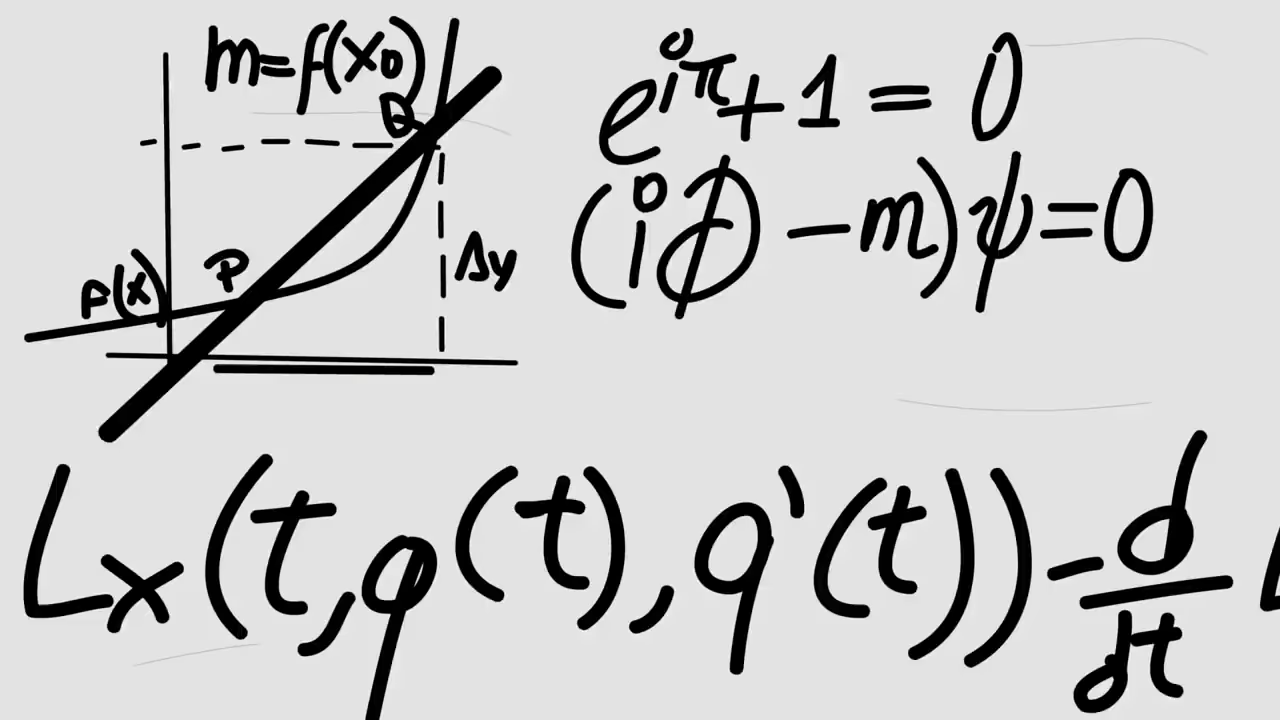 m=f(x0)
Q
f(x)
P
Δy
e^{iπ}+1=0
(i∂̸-m)ψ=0
Lx(t,q(t),q'(t))-d/dt L